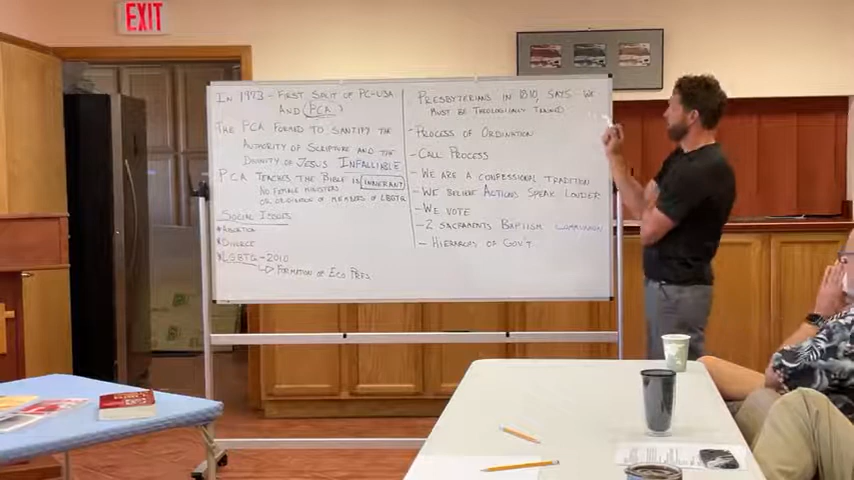 EXIT
In 1973 - First Split of PC-USA
and (PCA)
The PCA formed to santify the
Authority of Scripture and the
Divinity of Jesus Infalliable
PCA Teaches the Bible is Innerant
No Female Ministers
or ordination of members of LBGTQ
Social Issues
Abortion
Divorce
LGBTQ - 2010
Formation of Eco Pres
Presbyterians in 1810, says we
must be theologically trained
- Process of Ordination
- Call Process
- We are a confessional tradition
- We believe Actions Speak Louder
- We vote
- 2 Sacraments Baptism Communion
- Hierarchy of Gov't